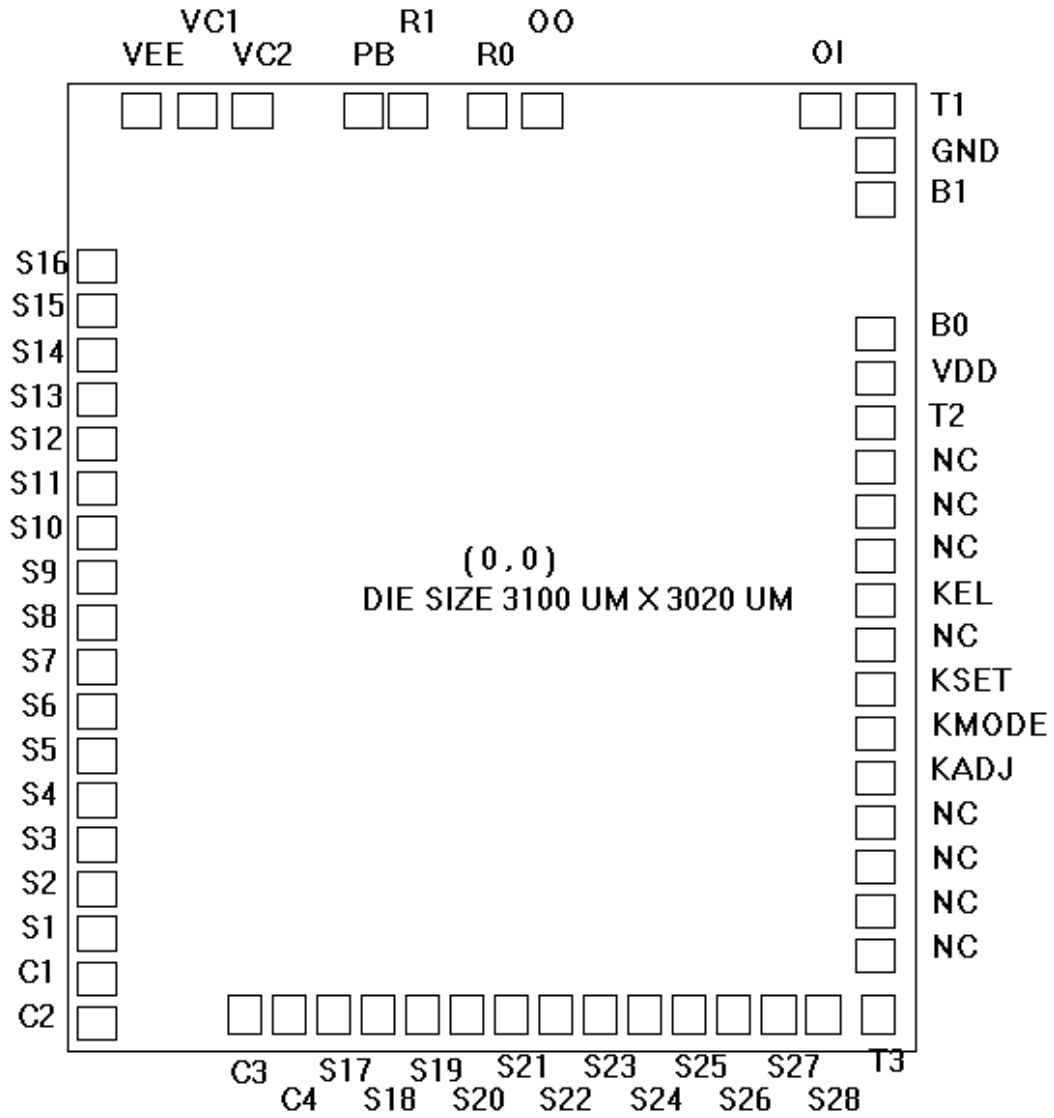 VC1 R1 OO
VEE VC2 PB R0 OI
T1
GND
B1
S16
S15
S14
S13
S12
S11
S10
S9
S8
S7
S6
S5
S4
S3
S2
S1
C1
C2
(0,0)
DIE SIZE 3100 UM X 3020 UM
B0
VDD
T2
NC
NC
NC
KEL
NC
KSET
KMODE
KADJ
NC
NC
NC
NC
C3 S17 S19 S21 S23 S25 S27 T3
C4 S18 S20 S22 S24 S26 S28